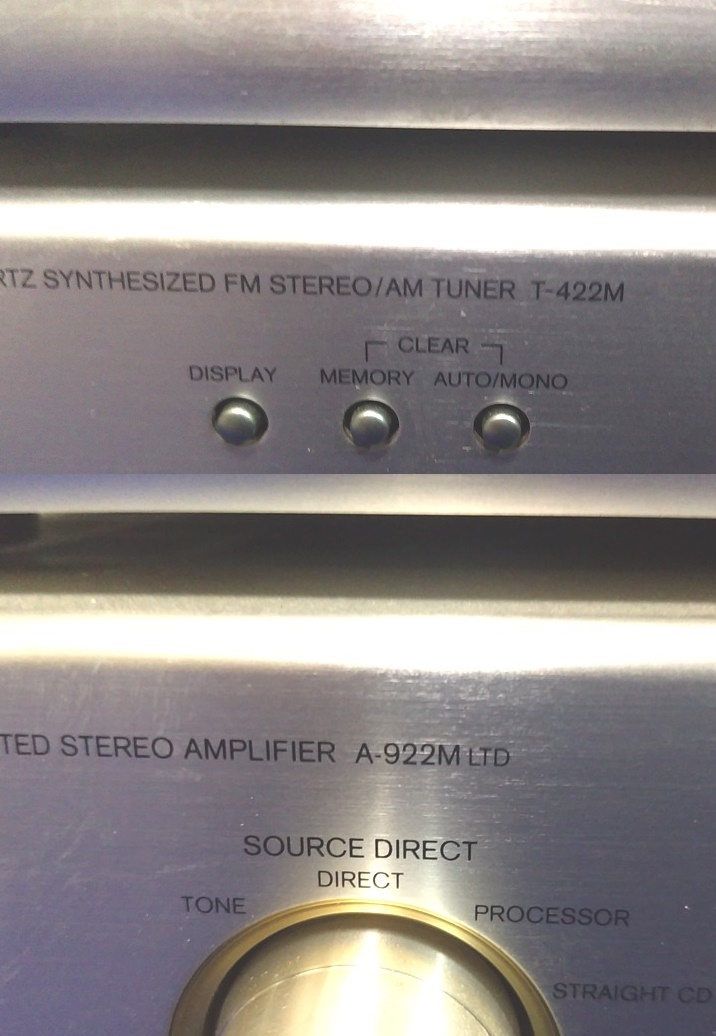 RTZ SYNTHESIZED FM STEREO/AM TUNER T-422M
CLEAR
DISPLAY MEMORY AUTO/MONO
TED STEREO AMPLIFIER A-922M LTD
SOURCE DIRECT
DIRECT
TONE PROCESSOR
STRAIGHT CD